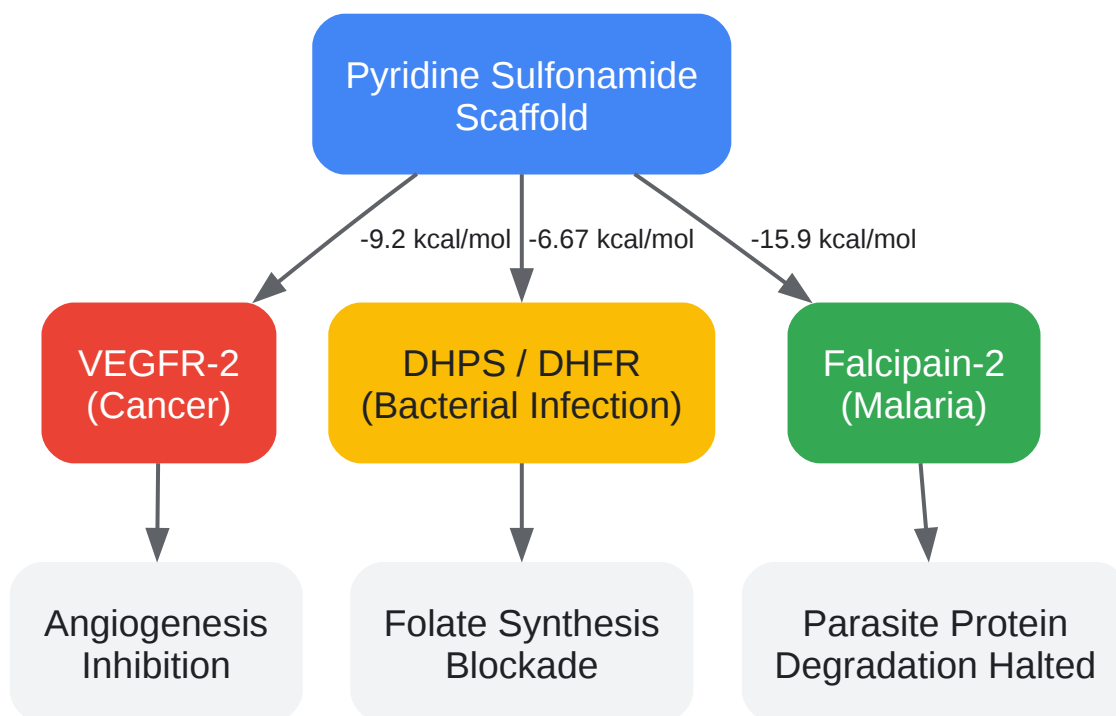 Pyridine Sulfonamide
Scaffold
-9.2 kcal/mol
-6.67 kcal/mol
-15.9 kcal/mol
VEGFR-2
(Cancer)
DHPS / DHFR
(Bacterial Infection)
Falcipain-2
(Malaria)
Angiogenesis
Inhibition
Folate Synthesis
Blockade
Parasite Protein
Degradation Halted